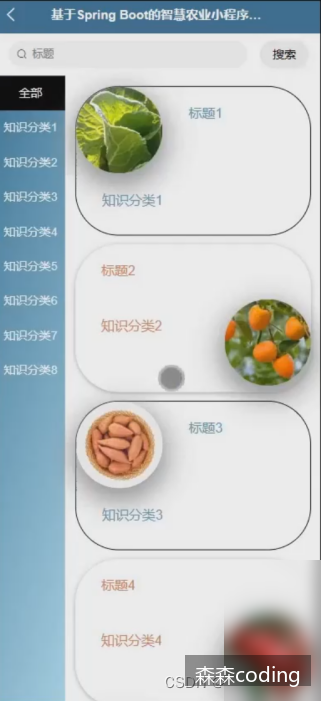 基于Spring Boot的智慧农业小程序...
标题
搜索
全部
知识分类1
知识分类2
知识分类3
知识分类4
知识分类5
知识分类6
知识分类7
知识分类8
标题1
知识分类1
标题2
知识分类2
标题3
知识分类3
标题4
知识分类4
CSDN
森森coding